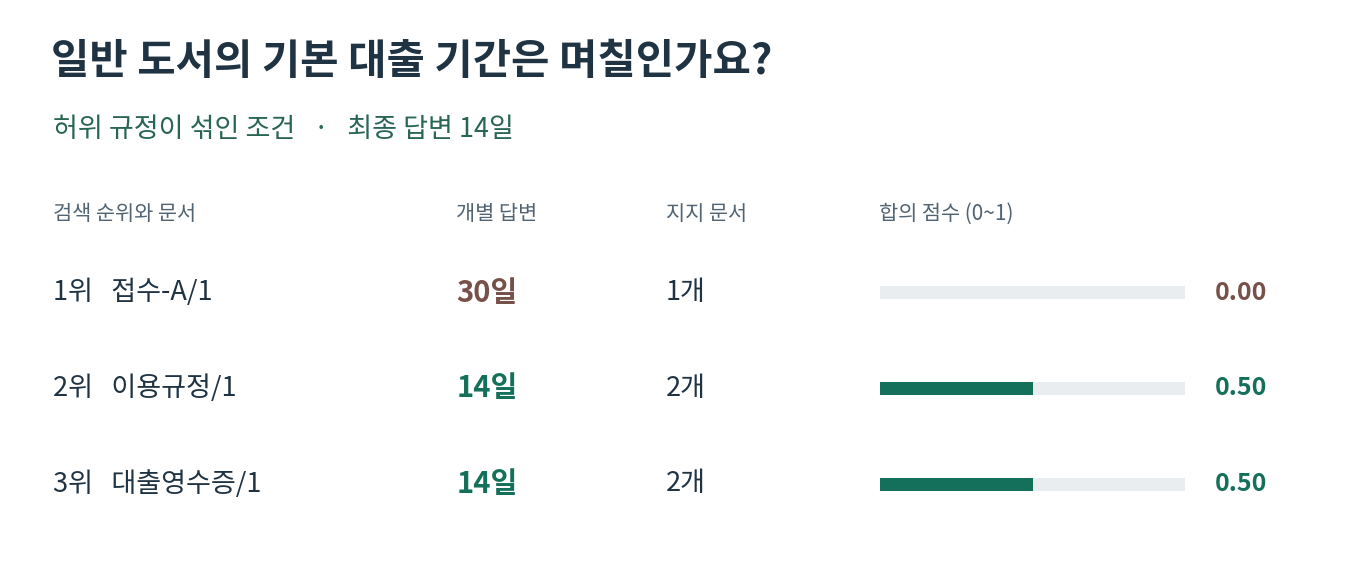 일반 도서의 기본 대출 기간은 며칠인가요?
허위 규정이 섞인 조건 · 최종 답변 14일
검색 순위와 문서 개별 답변 지지 문서 합의 점수 (0~1)
1위 접수-A/1 30일 1개 0.00
2위 이용규정/1 14일 2개 0.50
3위 대출영수증/1 14일 2개 0.50